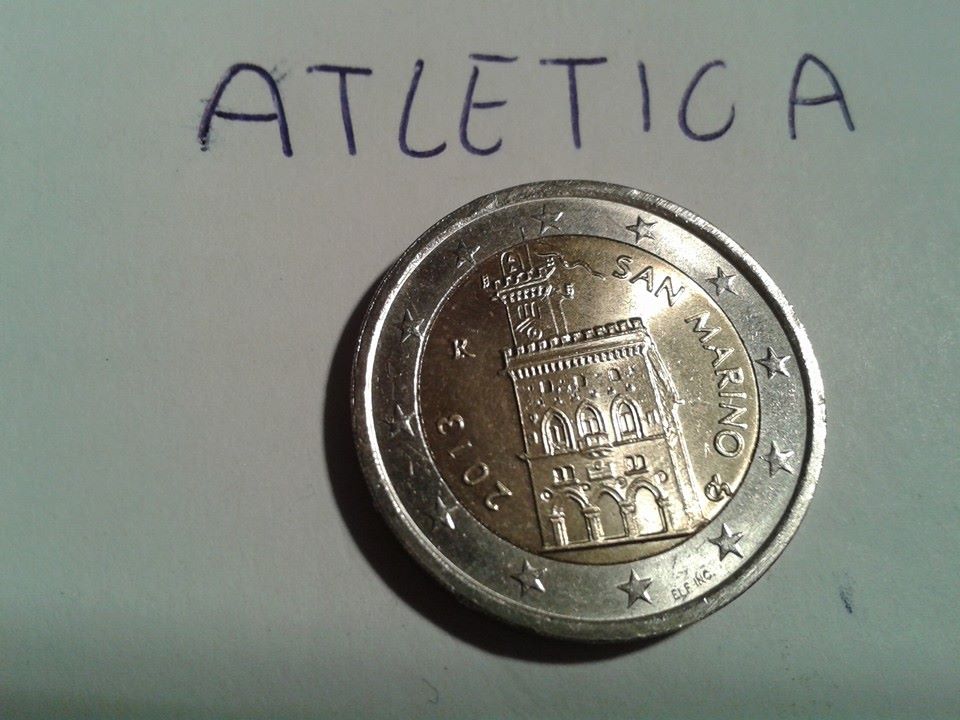 ATLETICA
SAN MARINO
R
2013
ELF. INC.